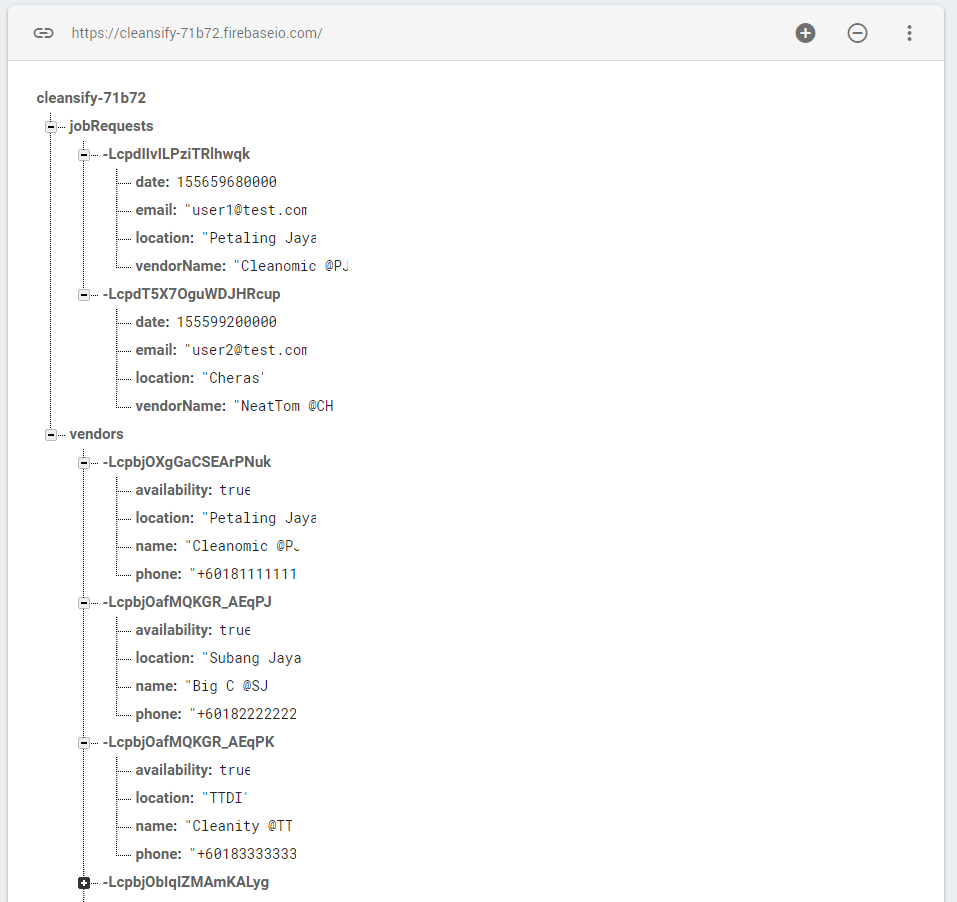 https://cleansify-71b72.firebaseio.com/
cleansify-71b72
jobRequests
-LcpdIIvILPziTRlhwqk
date: 155659680000
email: "user1@test.com
location: "Petaling Jaya
vendorName: "Cleanomic @PJ
-LcpdT5X7OguWDJHRcup
date: 155599200000
email: "user2@test.com
location: "Cheras"
vendorName: "NeatTom @CH
vendors
-LcpbjOXgGaCSEArPNuk
availability: true
location: "Petaling Jaya
name: "Cleanomic @PJ
phone: "+60181111111
-LcpbjOafMQKGR_AEqPJ
availability: true
location: "Subang Jaya
name: "Big C @SJ
phone: "+60182222222
-LcpbjOafMQKGR_AEqPK
availability: true
location: "TTDI"
name: "Cleanity @TT
phone: "+60183333333
-LcpbjObIqIZMAmKALyg